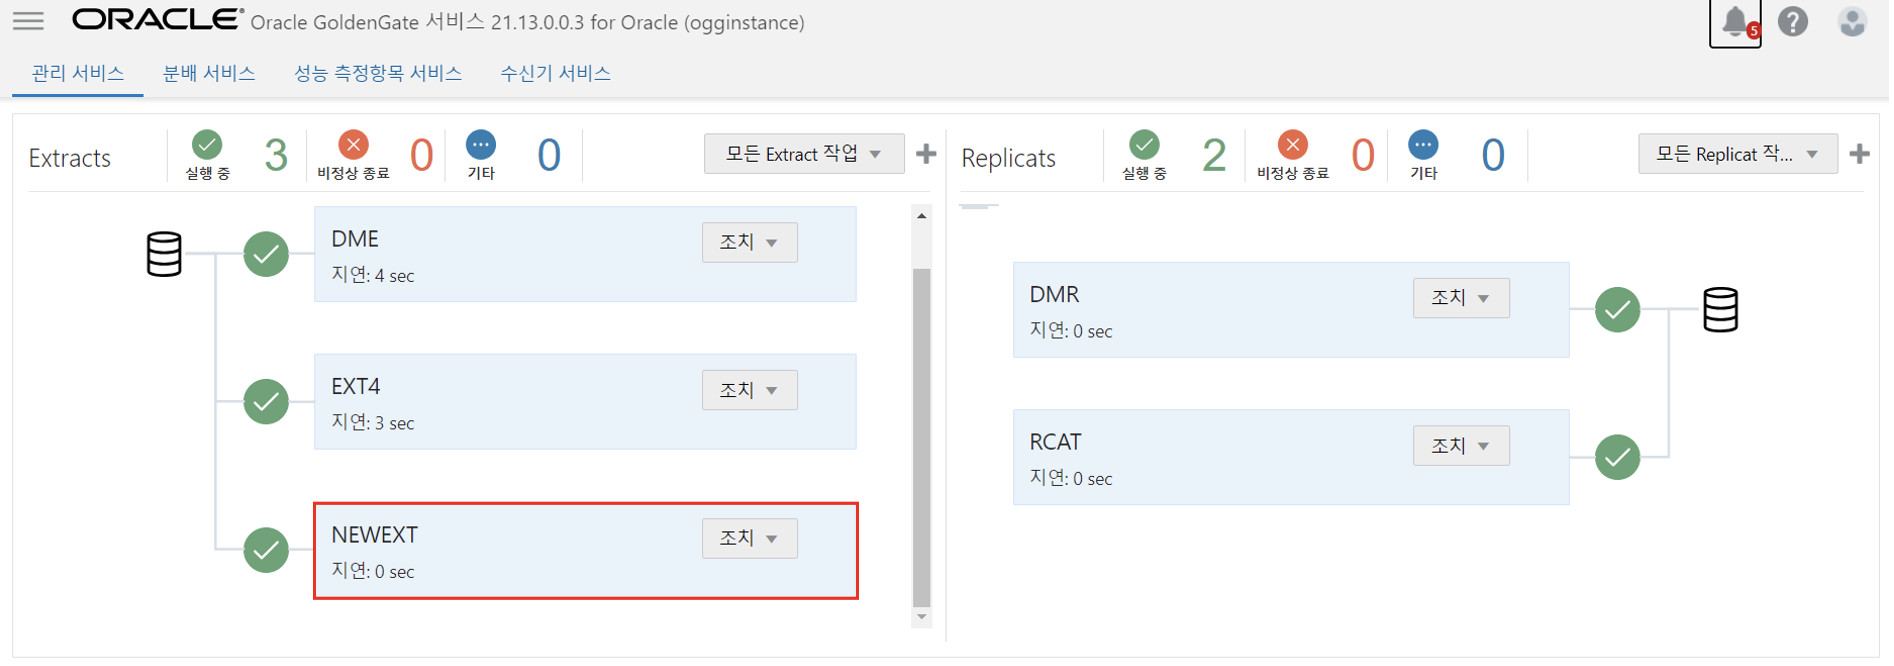 ORACLE® Oracle GoldenGate 서비스 21.13.0.0.3 for Oracle (ogginstance)
5
?
관리 서비스 분배 서비스 성능 측정항목 서비스 수신기 서비스
Extracts
실행 중
3
비정상 종료
0
기타
0
모든 Extract 작업
DME
지연: 4 sec
조치
EXT4
지연: 3 sec
조치
NEWEXT
지연: 0 sec
조치
Replicats
실행 중
2
비정상 종료
0
기타
0
모든 Replicat 작...
DMR
지연: 0 sec
조치
RCAT
지연: 0 sec
조치